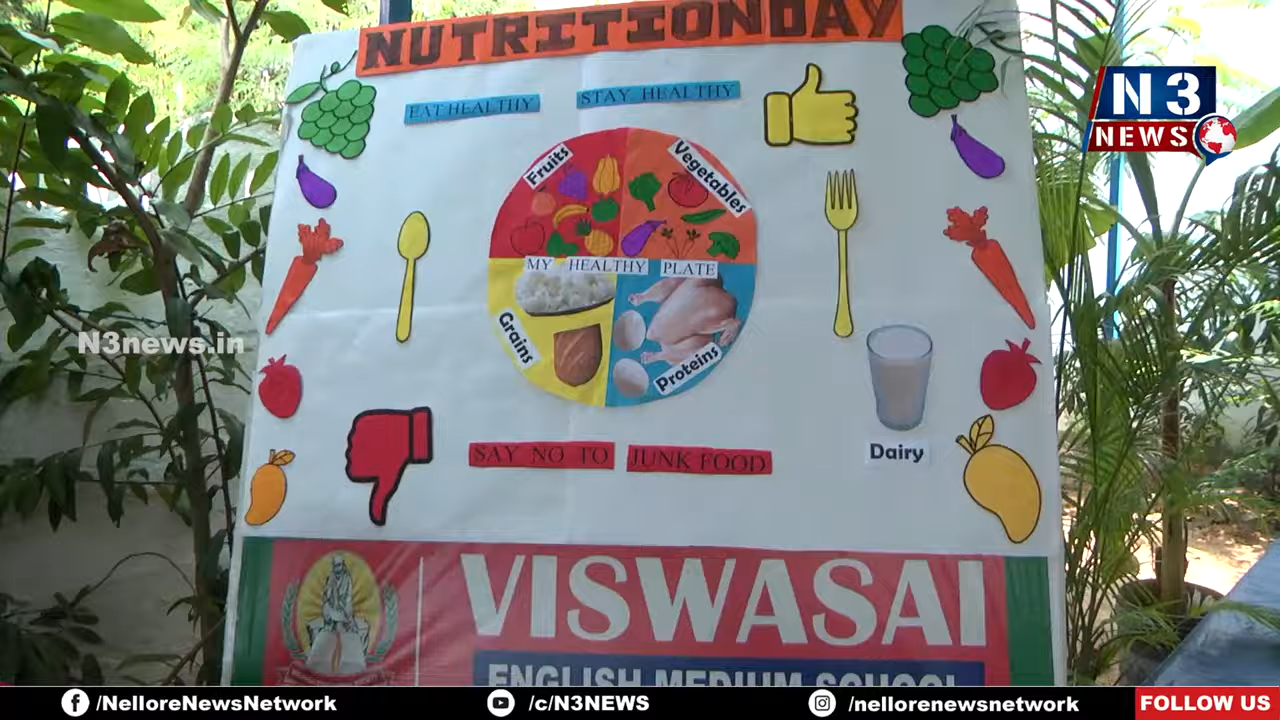 NUTRITIONDAY
EAT HEALTHY STAY HEALTHY
N3
NEWS
Fruits
Vegetables
MY HEALTHY PLATE
Grains
Proteins
N3news.in
Dairy
SAY NO TO JUNK FOOD
VISWASAI
ENGLISH MEDIUM SCHOOL
/NelloreNewsNetwork /c/N3NEWS /nellorenewsnetwork FOLLOW US